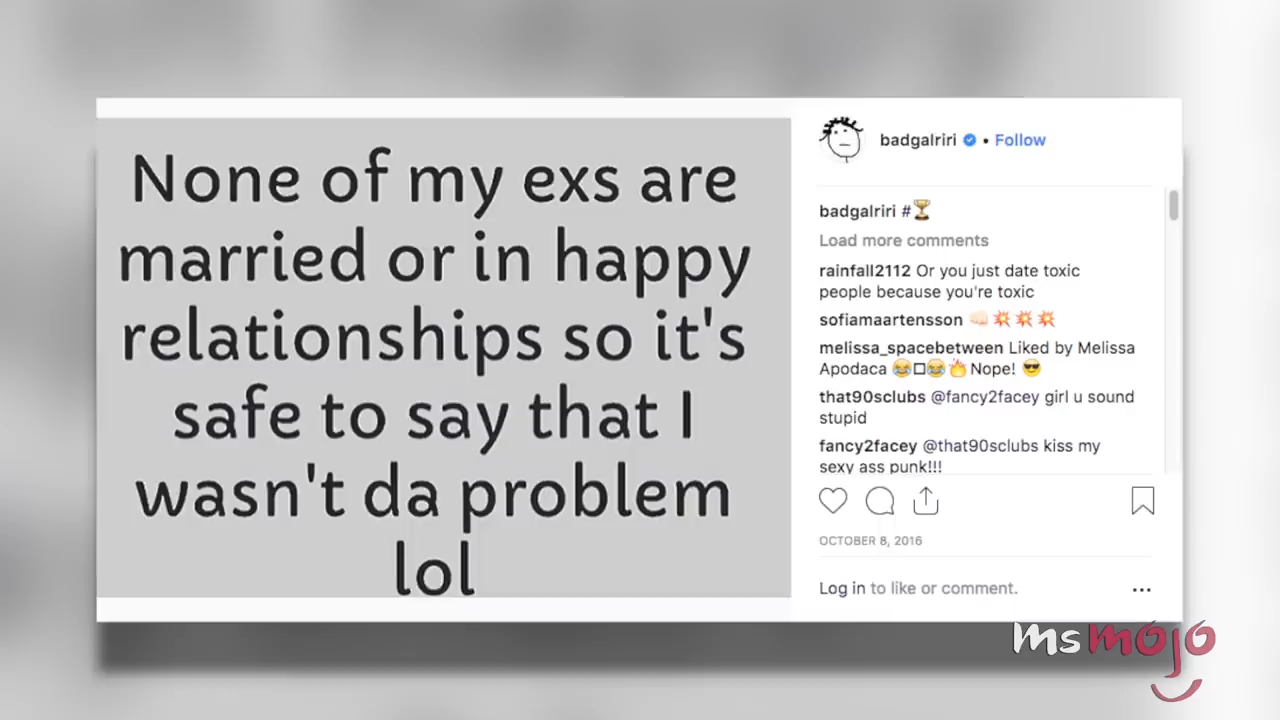 None of my exs are
married or in happy
relationships so it's
safe to say that I
wasn't da problem
lol
badgalriri • Follow
badgalriri #🏆
Load more comments
rainfall2112 Or you just date toxic
people because you're toxic
sofiamaartensson 👊🏻💥💥💥
melissa_spacebetween Liked by Melissa
Apodaca 😂□😂🔥Nope! 😎
that90sclubs @fancy2facey girl u sound
stupid
fancy2facey @that90sclubs kiss my
sexy ass punk!!!
OCTOBER 8, 2016
Log in to like or comment.
msmojo